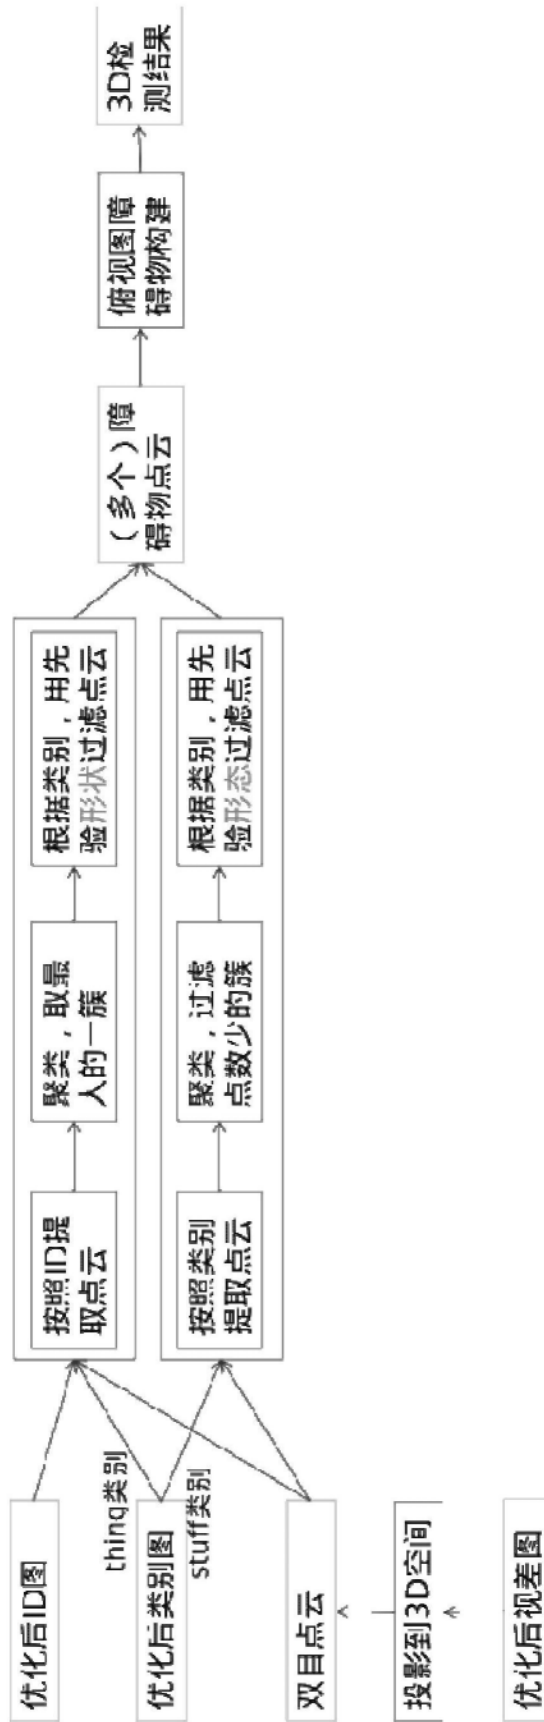 优化后ID图
thing类别
优化后类别图
stuff类别
双目点云
投影到3D空间
优化后视差图
按照ID提
取点云
聚类，取最
人的一簇
根据类别，用先
验形状过滤点云
按照类别
提取点云
聚类，过滤
点数少的簇
根据类别，用先
验形态过滤点云
（多个）障
碍物点云
俯视图障
碍物构建
3D检
测结果